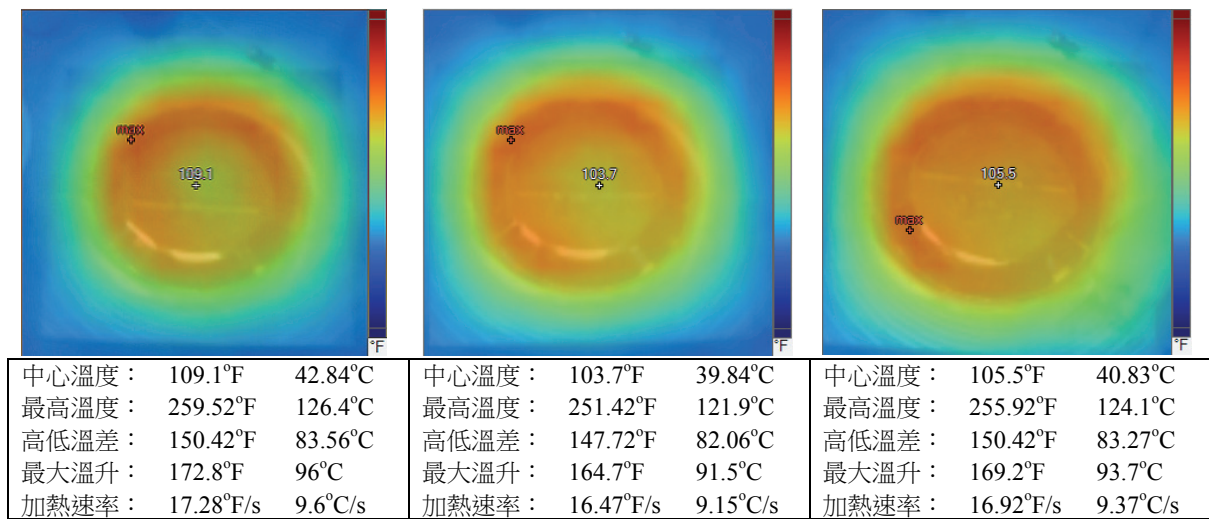 max
109.1
°F
max
103.7
°F
105.5
max
°F
中心溫度： 109.1°F 42.84°C
最高溫度： 259.52°F 126.4°C
高低溫差： 150.42°F 83.56°C
最大溫升： 172.8°F 96°C
加熱速率： 17.28°F/s 9.6°C/s
中心溫度： 103.7°F 39.84°C
最高溫度： 251.42°F 121.9°C
高低溫差： 147.72°F 82.06°C
最大溫升： 164.7°F 91.5°C
加熱速率： 16.47°F/s 9.15°C/s
中心溫度： 105.5°F 40.83°C
最高溫度： 255.92°F 124.1°C
高低溫差： 150.42°F 83.27°C
最大溫升： 169.2°F 93.7°C
加熱速率： 16.92°F/s 9.37°C/s